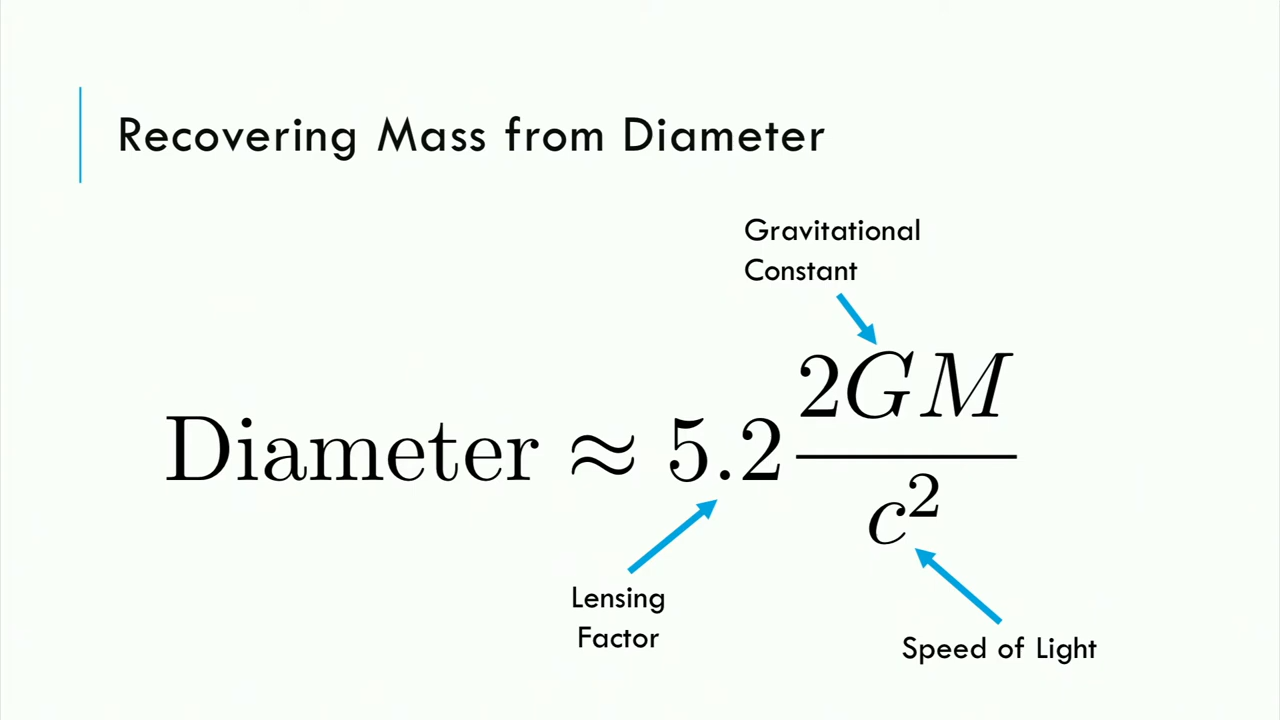 Recovering Mass from Diameter
Gravitational
Constant
Diameter ≈ 5.2 2GM
c²
Lensing
Factor
Speed of Light